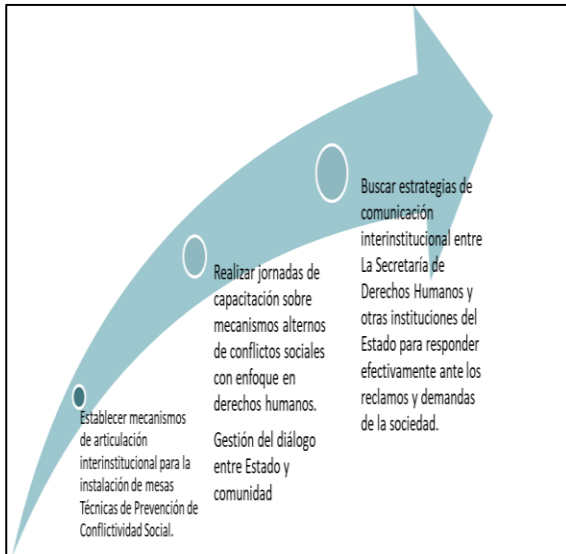 Establecer mecanismos
de articulación
interinstitucional para la
instalación de mesas
Técnicas de Prevención de
Conflictividad Social.
Realizar jornadas de
capacitación sobre
mecanismos alternos
de conflictos sociales
con enfoque en
derechos humanos.
Gestión del diálogo
entre Estado y
comunidad
Buscar estrategias de
comunicación
interinstitucional entre
La Secretaría de
Derechos Humanos y
otras instituciones del
Estado para responder
efectivamente ante los
reclamos y demandas
de la sociedad.